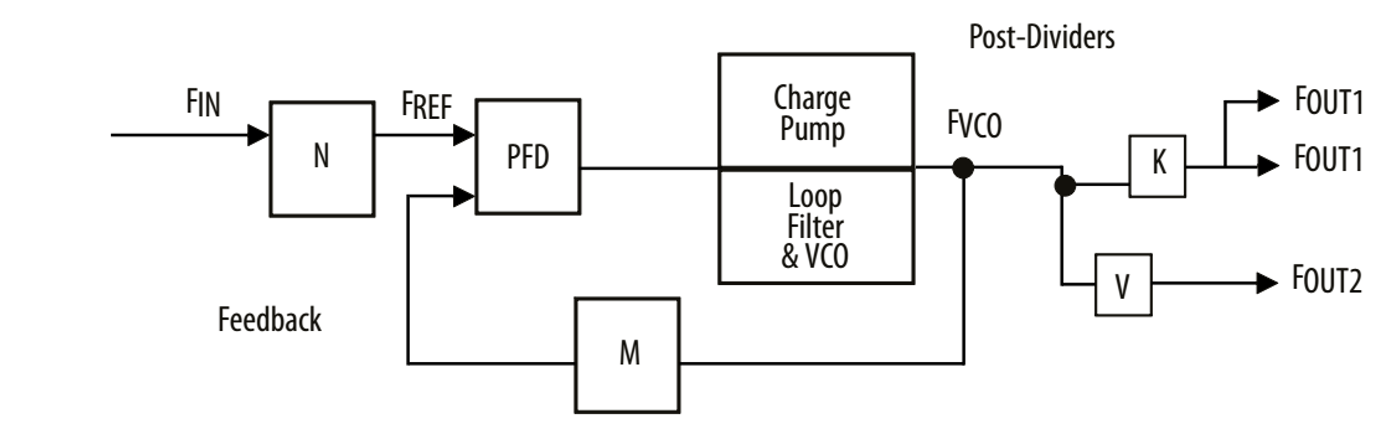 Post-Dividers
FIN
N
FREF
PFD
Charge
Pump
Loop
Filter
& VCO
FVCO
K
FOUT1
FOUT1
V
FOUT2
Feedback
M